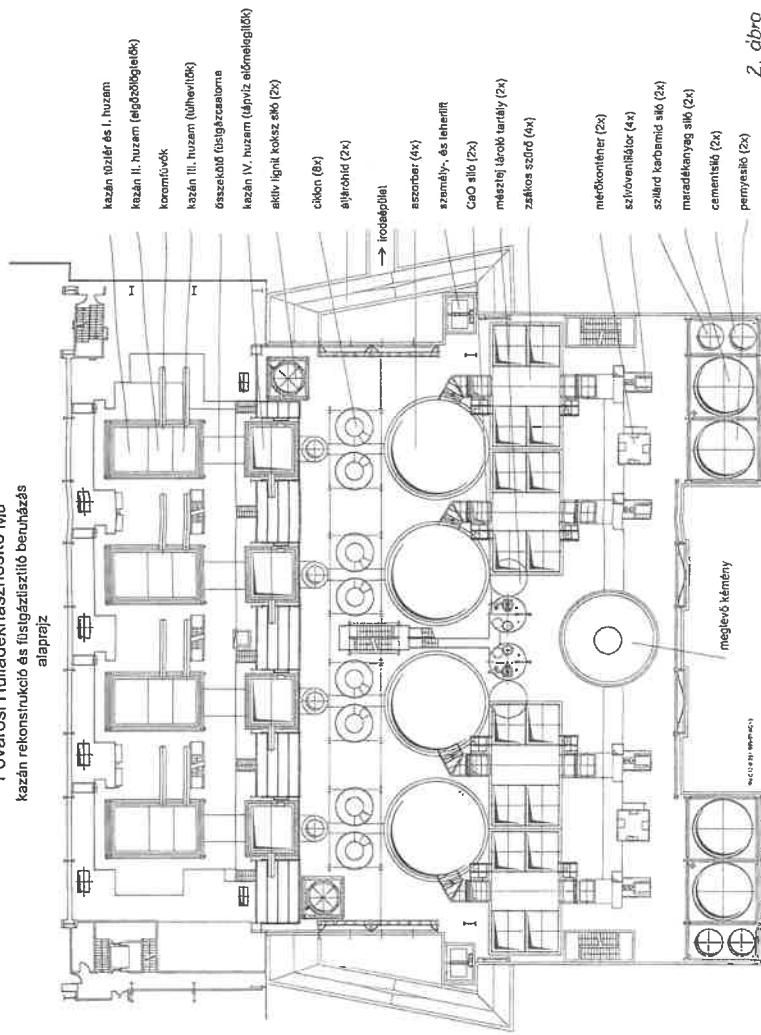 Fővárosi Hulladékhasznosító Mű
kazán rekonstrukció és füstgáztisztító beruházás
alaprajz
kazán tűztér és I. huzam
kazán II. huzam (elgőzölögtetők)
koromfúvók
kazán III. huzam (túlhevítők)
összekötő füstgázcsatorna
kazán IV. huzam (tápvíz előmelegítők)
aktív lignit koksz siló (2x)
ciklon (8x)
átjáróhíd (2x)
→ irodaépület
aszorber (4x)
személy-, és teherlift
CaO siló (2x)
mésztej tároló tartály (2x)
zsákos szűrő (4x)
mérőkonténer (2x)
szívóventilátor (4x)
szilárd karbamid siló (2x)
maradékanyag siló (2x)
cementsiló (2x)
pernyesiló (2x)
meglevő kémény
2. ábra